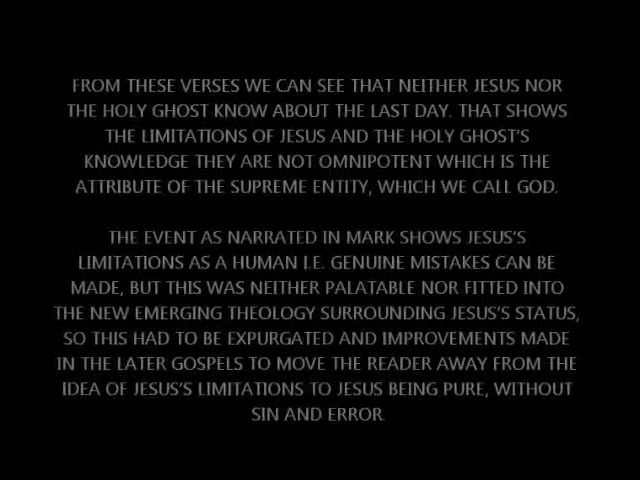 FROM THESE VERSES WE CAN SEE THAT NEITHER JESUS NOR
THE HOLY GHOST KNOW ABOUT THE LAST DAY. THAT SHOWS
THE LIMITATIONS OF JESUS AND THE HOLY GHOST'S
KNOWLEDGE THEY ARE NOT OMNIPOTENT WHICH IS THE
ATTRIBUTE OF THE SUPREME ENTITY, WHICH WE CALL GOD.
THE EVENT AS NARRATED IN MARK SHOWS JESUS'S
LIMITATIONS AS A HUMAN I.E. GENUINE MISTAKES CAN BE
MADE, BUT THIS WAS NEITHER PALATABLE NOR FITTED INTO
THE NEW EMERGING THEOLOGY SURROUNDING JESUS'S STATUS,
SO THIS HAD TO BE EXPURGATED AND IMPROVEMENTS MADE
IN THE LATER GOSPELS TO MOVE THE READER AWAY FROM THE
IDEA OF JESUS'S LIMITATIONS TO JESUS BEING PURE, WITHOUT
SIN AND ERROR.